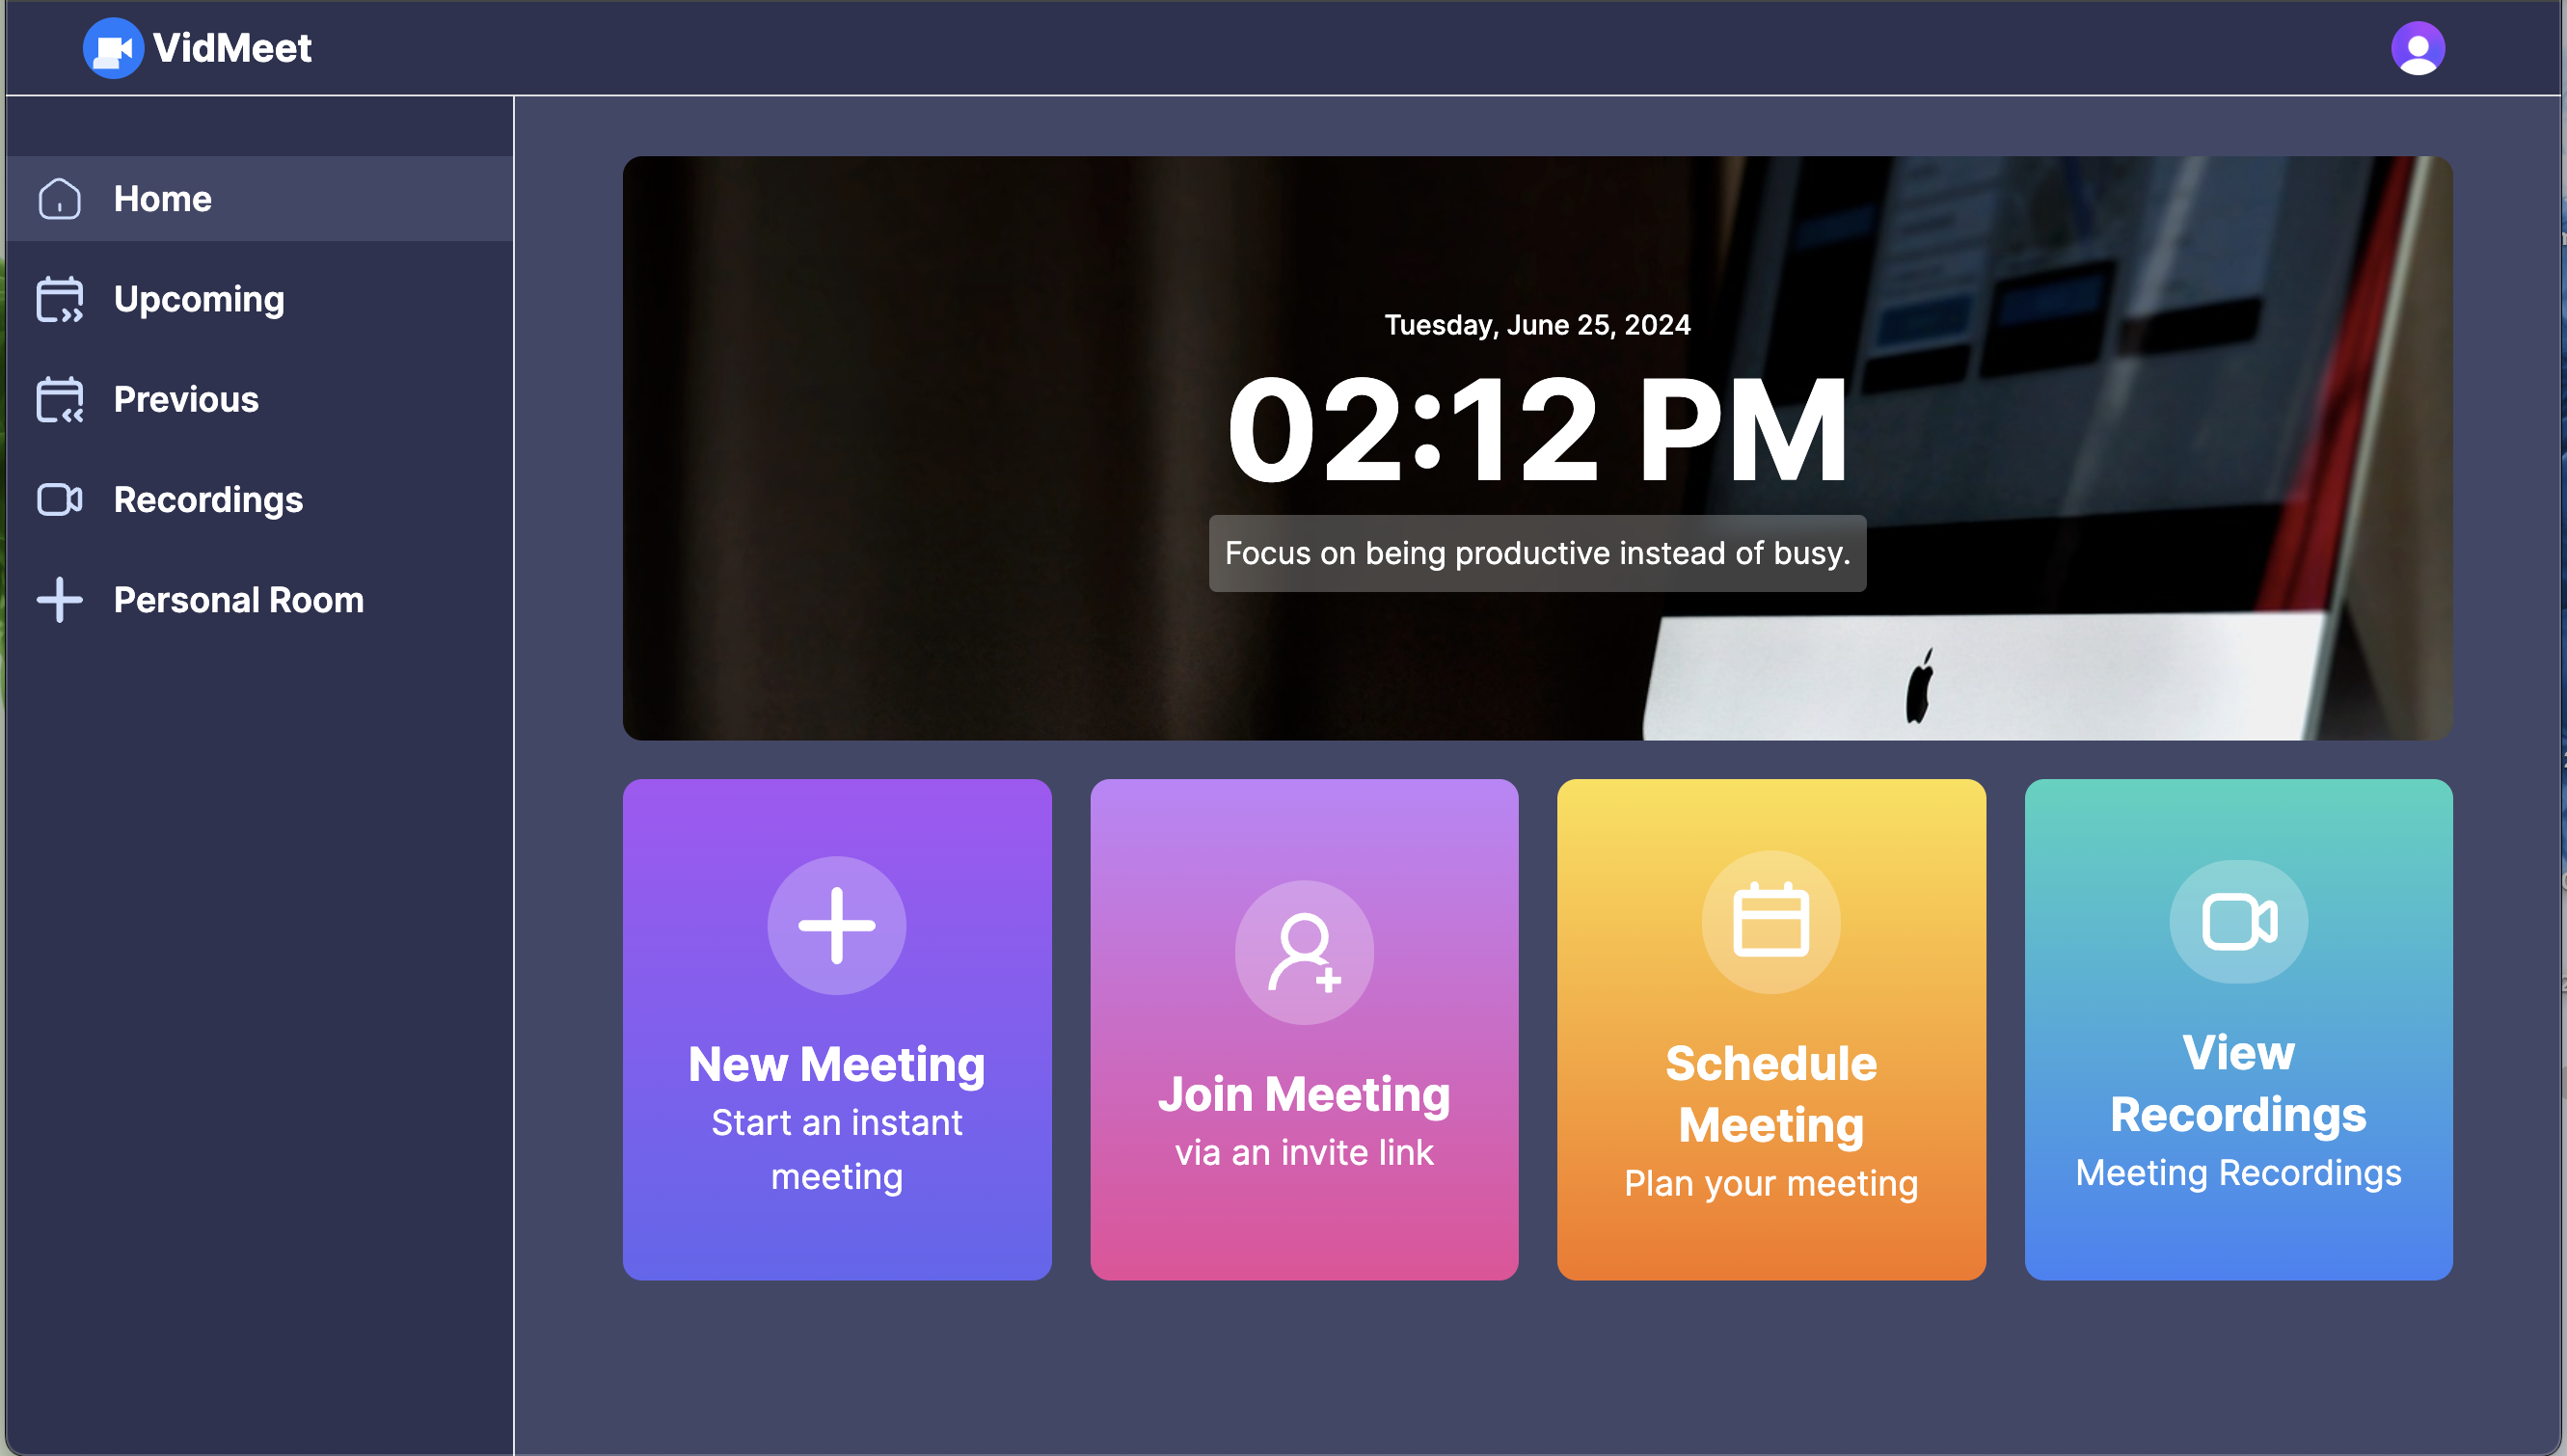 VidMeet
Home
Upcoming
Previous
Recordings
Personal Room
Tuesday, June 25, 2024
02:12 PM
Focus on being productive instead of busy.
New Meeting
Start an instant
meeting
Join Meeting
via an invite link
Schedule
Meeting
Plan your meeting
View
Recordings
Meeting Recordings